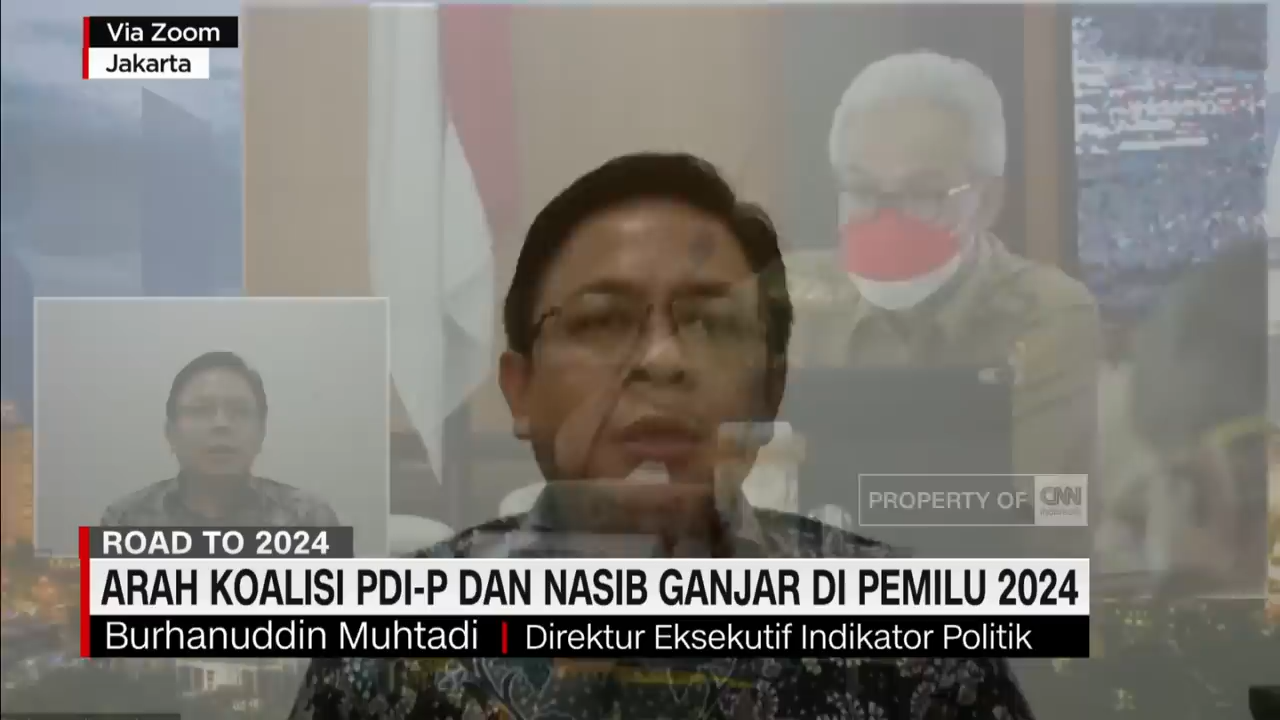 Via Zoom
Jakarta
PROPERTY OF CNN Indonesia
ROAD TO 2024
ARAH KOALISI PDI-P DAN NASIB GANJAR DI PEMILU 2024
Burhanuddin Muhtadi | Direktur Eksekutif Indikator Politik